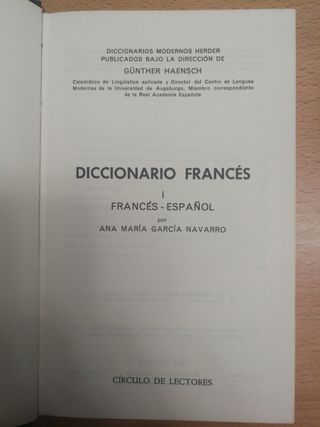 DICCIONARIOS MODERNOS HERDER
PUBLICADOS BAJO LA DIRECCIÓN DE
GÜNTHER HAENSCH
Catedrático de Lingüística aplicada y Director del Centro de Lenguas
Modernas de la Universidad de Augsburgo, Miembro correspondiente
de la Real Academia Española
DICCIONARIO FRANCÉS
I
FRANCÉS - ESPAÑOL
por
ANA MARÍA GARCÍA NAVARRO
CÍRCULO DE LECTORES